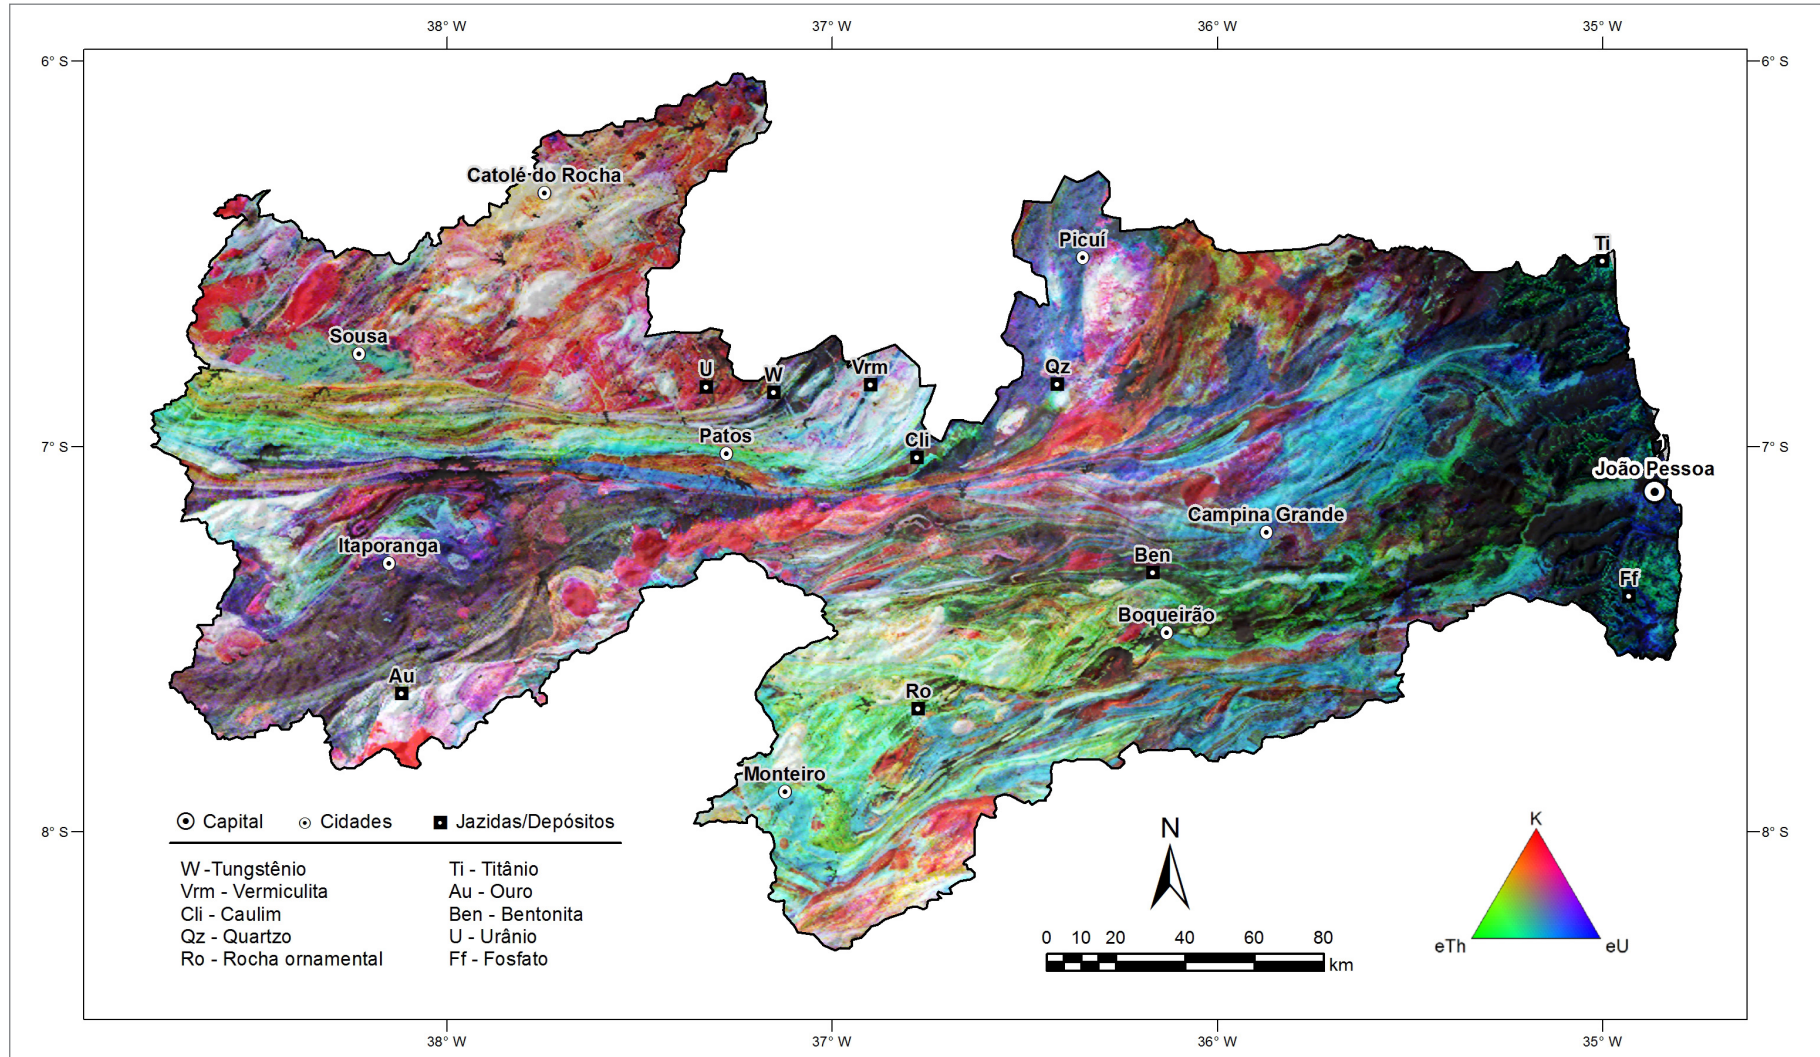 38° W
37° W
36° W
35° W
6° S
6° S
Catolé do Rocha
Picuí
Ti
Sousa
U
W
Vrm
Qz
Patos
Cli
7° S
7° S
João Pessoa
Campina Grande
Itaporanga
Ben
Ff
Boqueirão
Au
Ro
Monteiro
Capital
Cidades
Jazidas/Depósitos
8° S
8° S
W -Tungstênio
Vrm - Vermiculita
Cli - Caulim
Qz - Quartzo
Ro - Rocha ornamental
Ti - Titânio
Au - Ouro
Ben - Bentonita
U - Urânio
Ff - Fosfato
N
0 10 20 40 60 80
km
K
eTh
eU
38° W
37° W
36° W
35° W